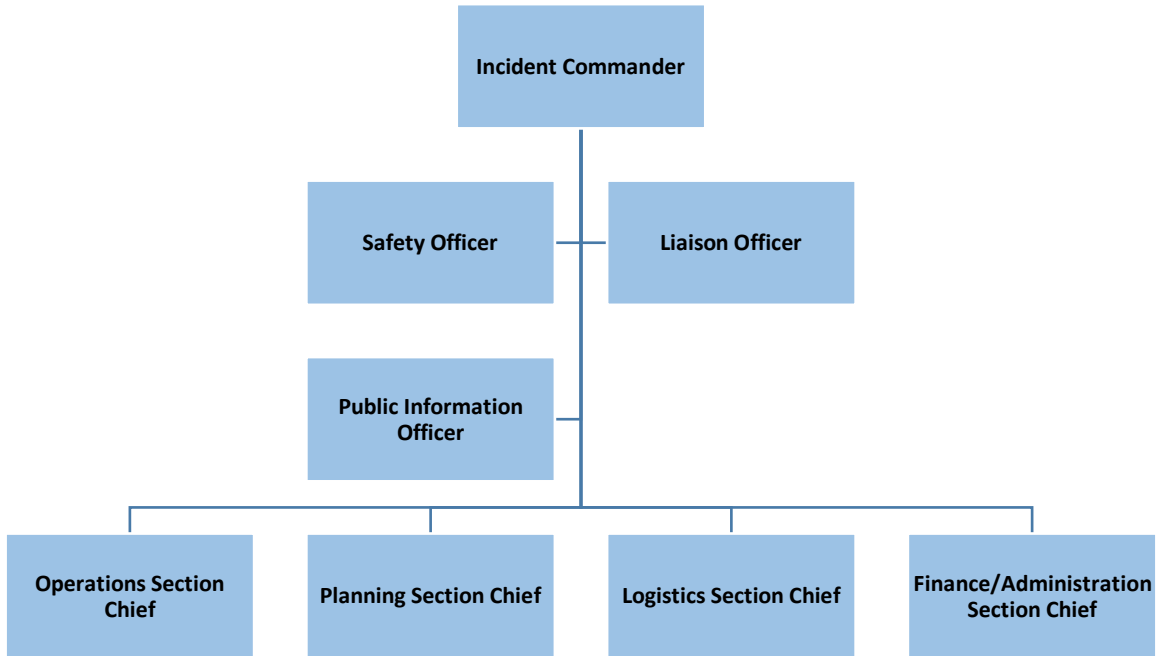 Incident Commander
Safety Officer
Liaison Officer
Public Information
Officer
Operations Section
Chief
Planning Section Chief
Logistics Section Chief
Finance/Administration
Section Chief